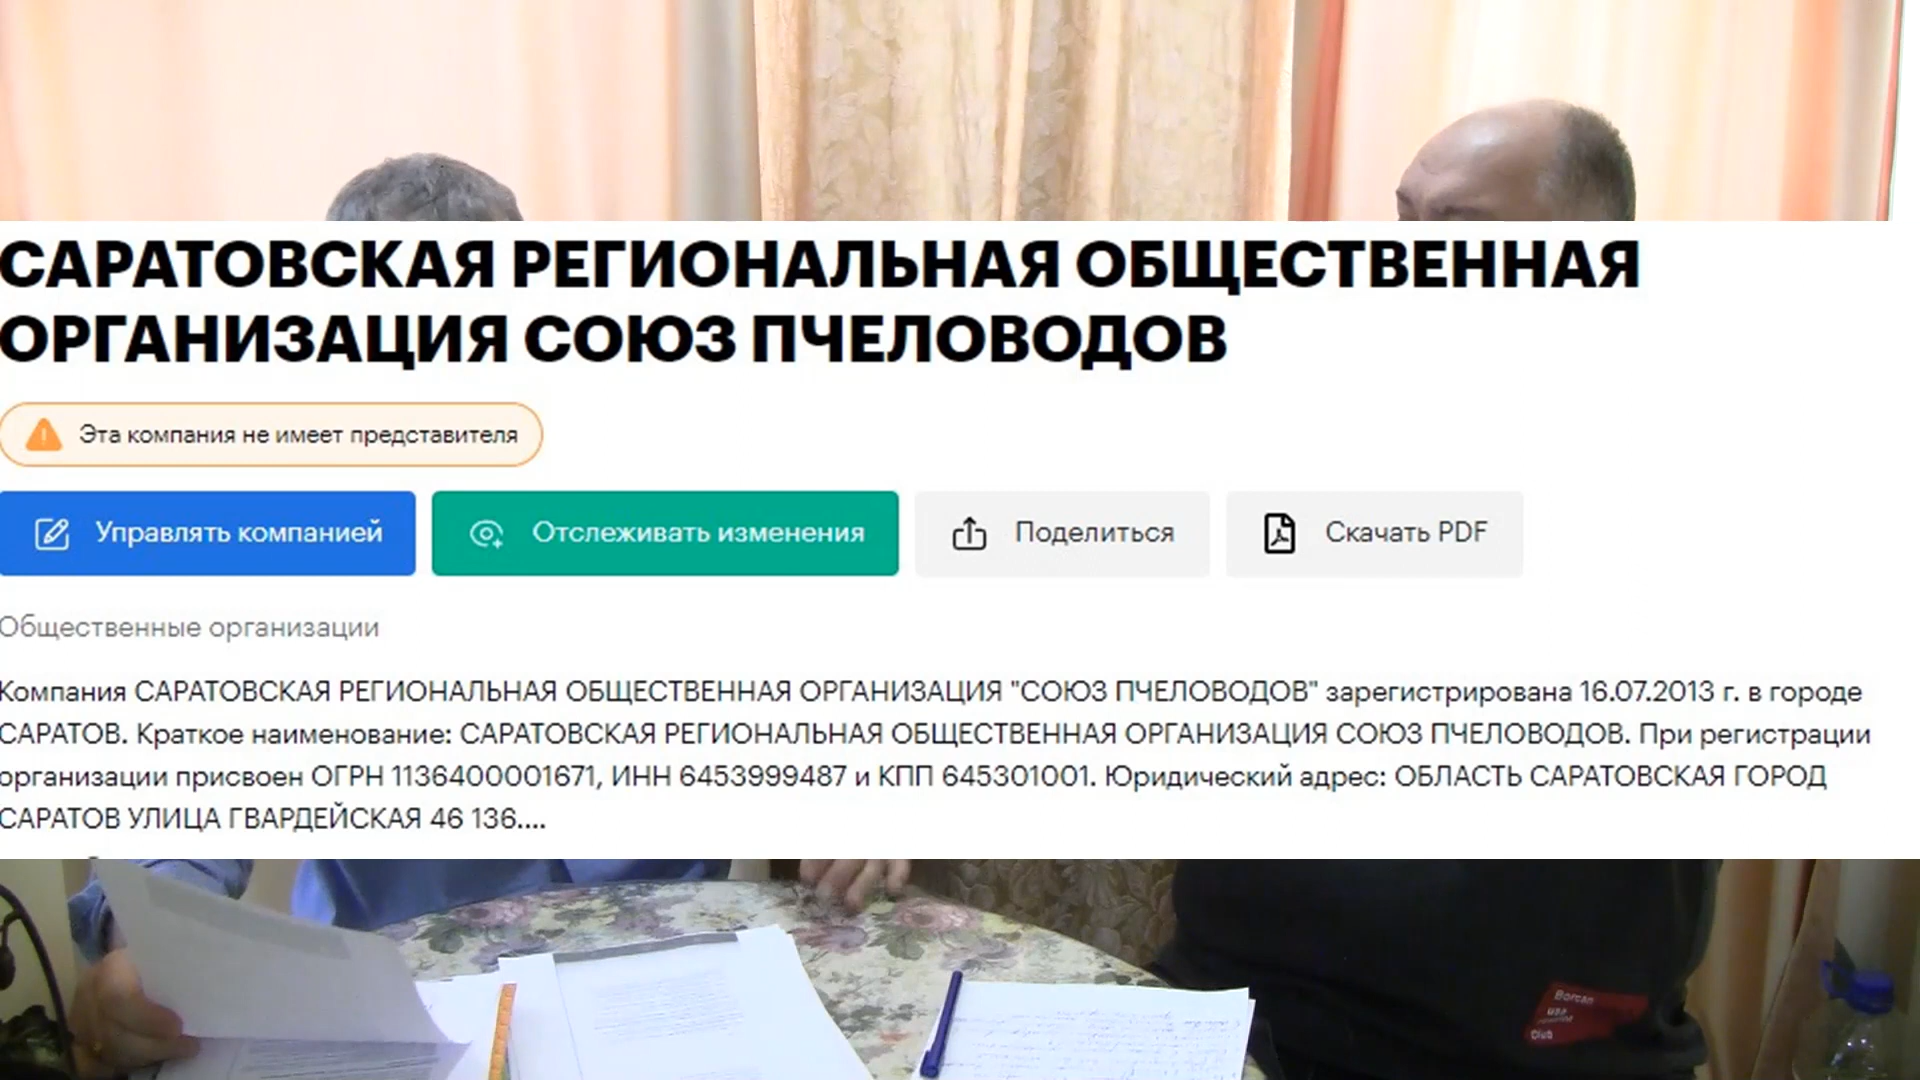 САРАТОВСКАЯ РЕГИОНАЛЬНАЯ ОБЩЕСТВЕННАЯ
ОРГАНИЗАЦИЯ СОЮЗ ПЧЕЛОВОДОВ
Эта компания не имеет представителя
Управлять компанией
Отслеживать изменения
Поделиться
Скачать PDF
Общественные организации
Компания САРАТОВСКАЯ РЕГИОНАЛЬНАЯ ОБЩЕСТВЕННАЯ ОРГАНИЗАЦИЯ "СОЮЗ ПЧЕЛОВОДОВ" зарегистрирована 16.07.2013 г. в городе
САРАТОВ. Краткое наименование: САРАТОВСКАЯ РЕГИОНАЛЬНАЯ ОБЩЕСТВЕННАЯ ОРГАНИЗАЦИЯ СОЮЗ ПЧЕЛОВОДОВ. При регистрации
организации присвоен ОГРН 1136400001671, ИНН 6453999487 и КПП 645301001. Юридический адрес: ОБЛАСТЬ САРАТОВСКАЯ ГОРОД
САРАТОВ УЛИЦА ГВАРДЕЙСКАЯ 46 136....
Club